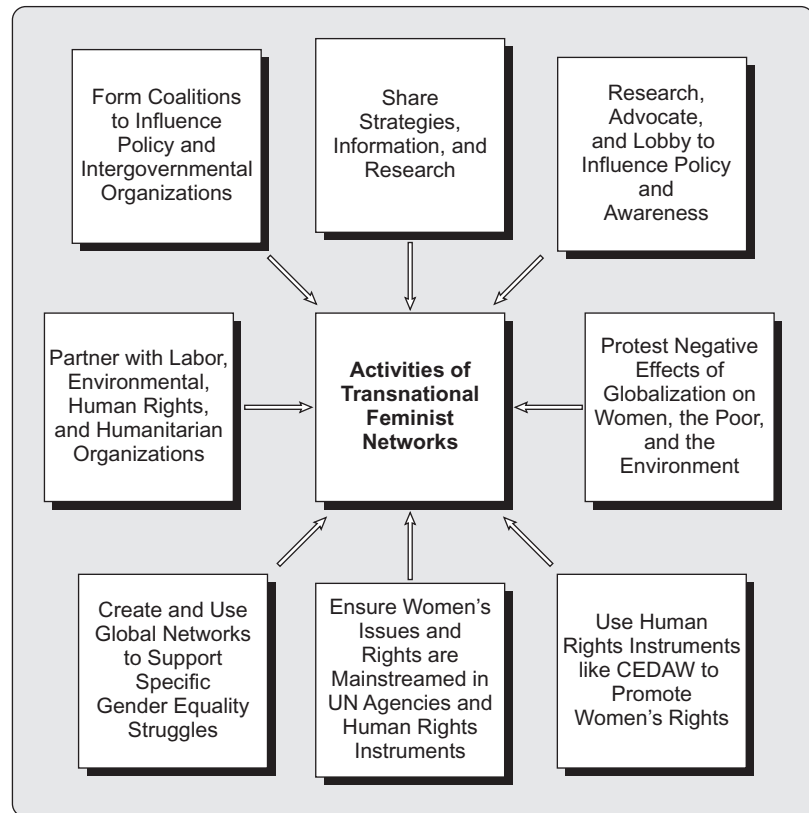 Form Coalitions
to Influence
Policy and
Intergovernmental
Organizations
Share
Strategies,
Information, and
Research
Research,
Advocate,
and Lobby to
Influence Policy
and
Awareness
Partner with Labor,
Environmental,
Human Rights,
and Humanitarian
Organizations
Activities of
Transnational
Feminist
Networks
Protest Negative
Effects of
Globalization on
Women, the Poor,
and the
Environment
Create and Use
Global Networks
to Support
Specific
Gender Equality
Struggles
Ensure Women’s
Issues and
Rights are
Mainstreamed in
UN Agencies and
Human Rights
Instruments
Use Human
Rights Instruments
like CEDAW to
Promote
Women’s Rights